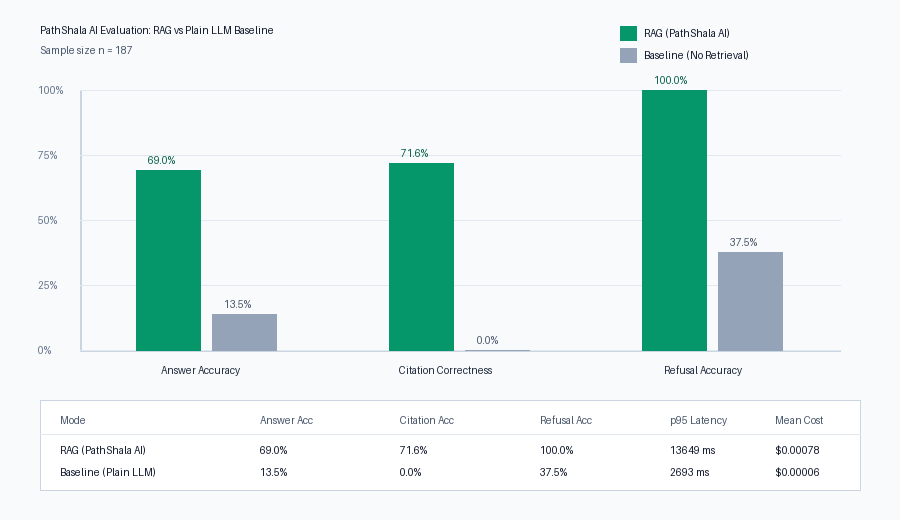 PathShala AI Evaluation: RAG vs Plain LLM Baseline
Sample size n = 187
RAG (PathShala AI)
Baseline (No Retrieval)
100%
75%
50%
25%
0%
69.0%
13.5%
71.6%
0.0%
100.0%
37.5%
Answer Accuracy
Citation Correctness
Refusal Accuracy
Mode Answer Acc Citation Acc Refusal Acc p95 Latency Mean Cost
RAG (PathShala AI) 69.0% 71.6% 100.0% 13649 ms $0.00078
Baseline (Plain LLM) 13.5% 0.0% 37.5% 2693 ms $0.00006